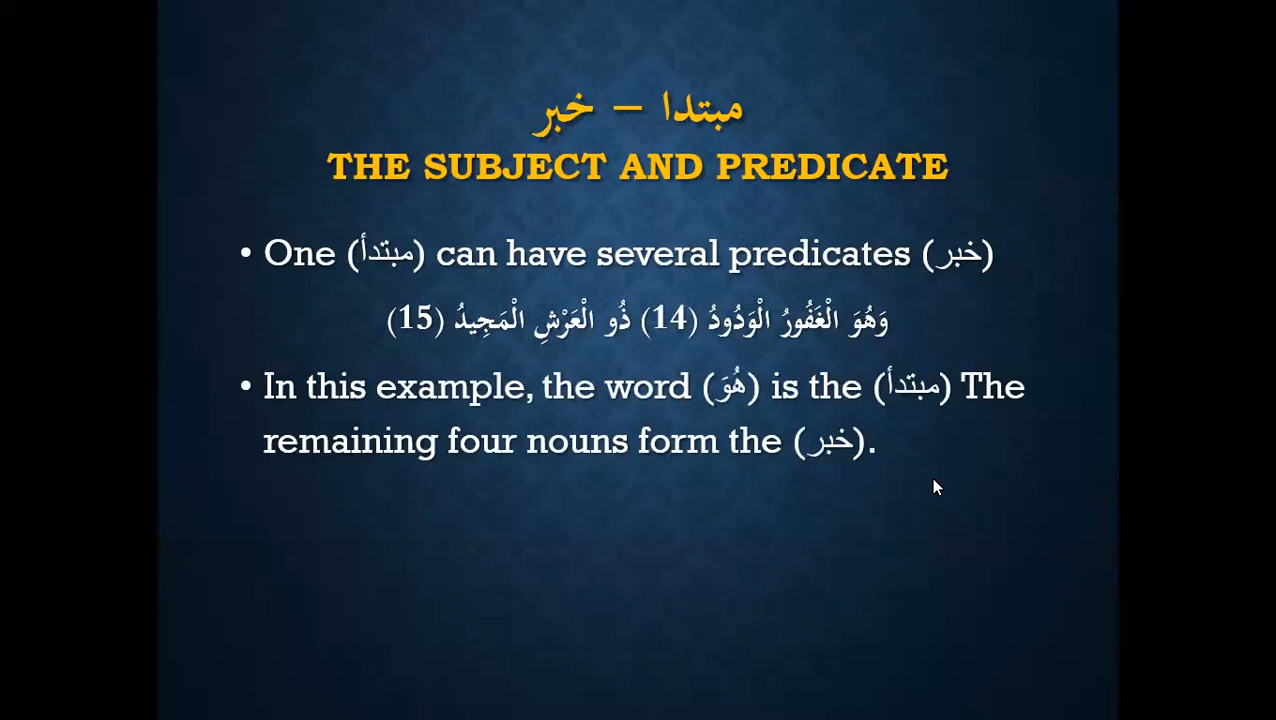 مبتدا – خبر
THE SUBJECT AND PREDICATE
• One (مبتدأ) can have several predicates (خبر)
وَهُوَ الْغَفُورُ الْوَدُودُ (14) ذُو الْعَرْشِ الْمَجِيدُ (15)
• In this example, the word (هُوَ) is the (مبتدأ) The
remaining four nouns form the (خبر).